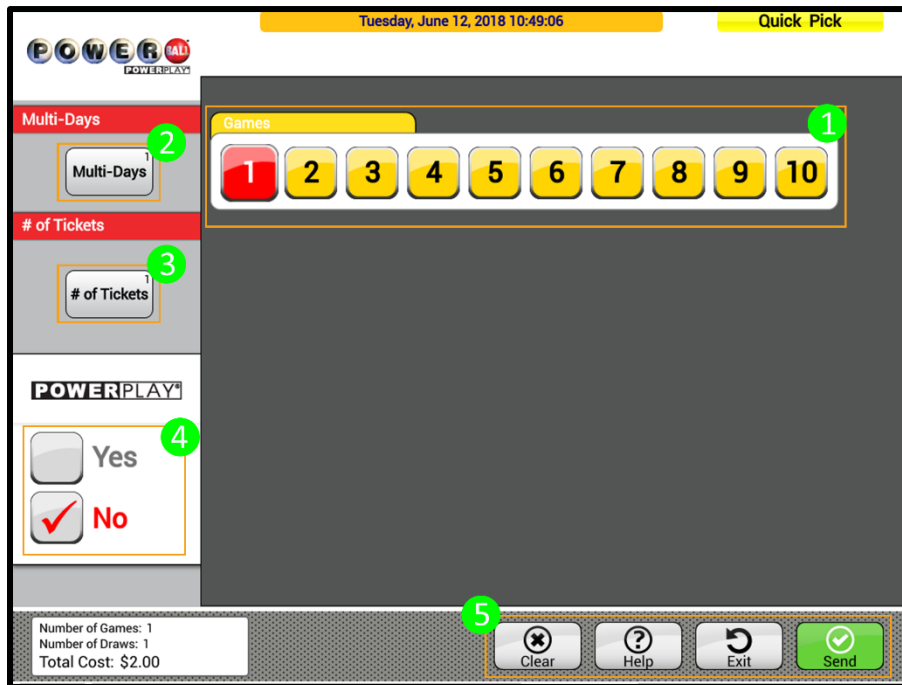 Tuesday, June 12, 2018 10:49:06
Quick Pick
POWERBALL
POWERPLAY®
Multi-Days
2
1
Multi-Days
# of Tickets
3
1
# of Tickets
Games
1
1 2 3 4 5 6 7 8 9 10
POWERPLAY®
4
Yes
No
5
Number of Games: 1
Number of Draws: 1
Total Cost: $2.00
Clear
Help
Exit
Send